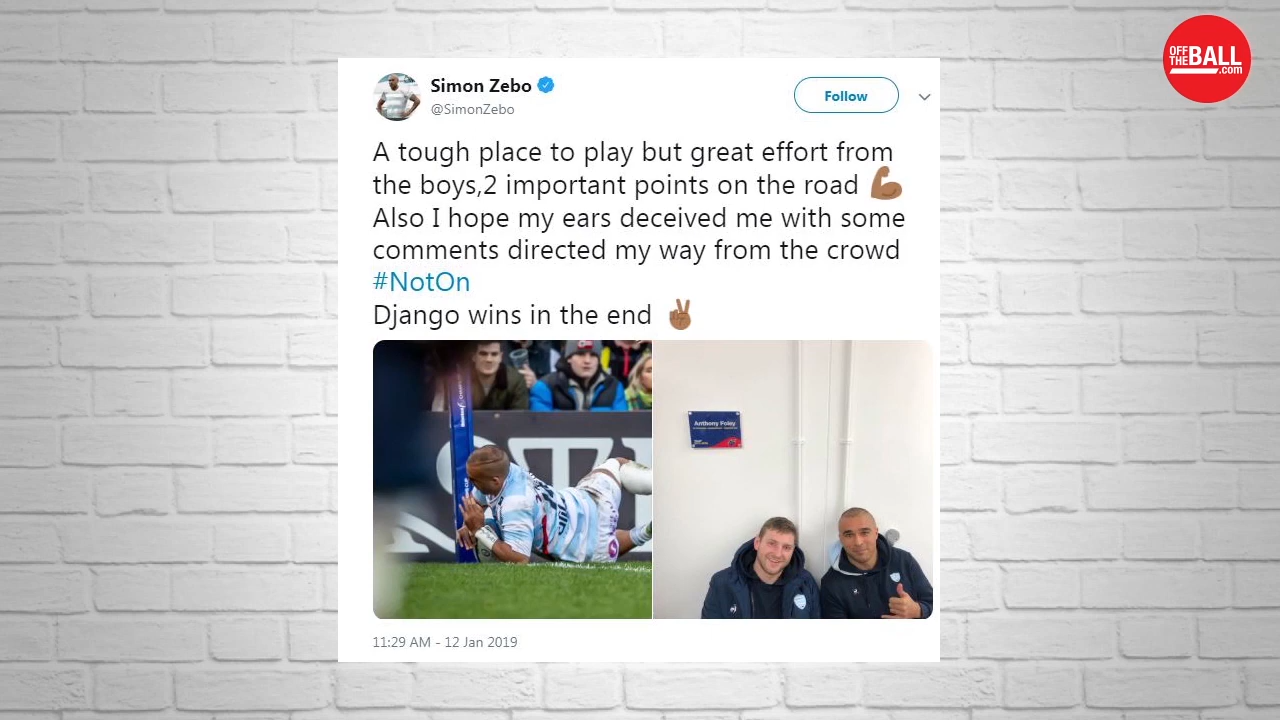 OFF
THE BALL
.com
Simon Zebo
@SimonZebo
Follow
A tough place to play but great effort from
the boys,2 important points on the road 💪🏾
Also I hope my ears deceived me with some
comments directed my way from the crowd
#NotOn
Django wins in the end ✌🏾
Anthony Foley
11:29 AM - 12 Jan 2019